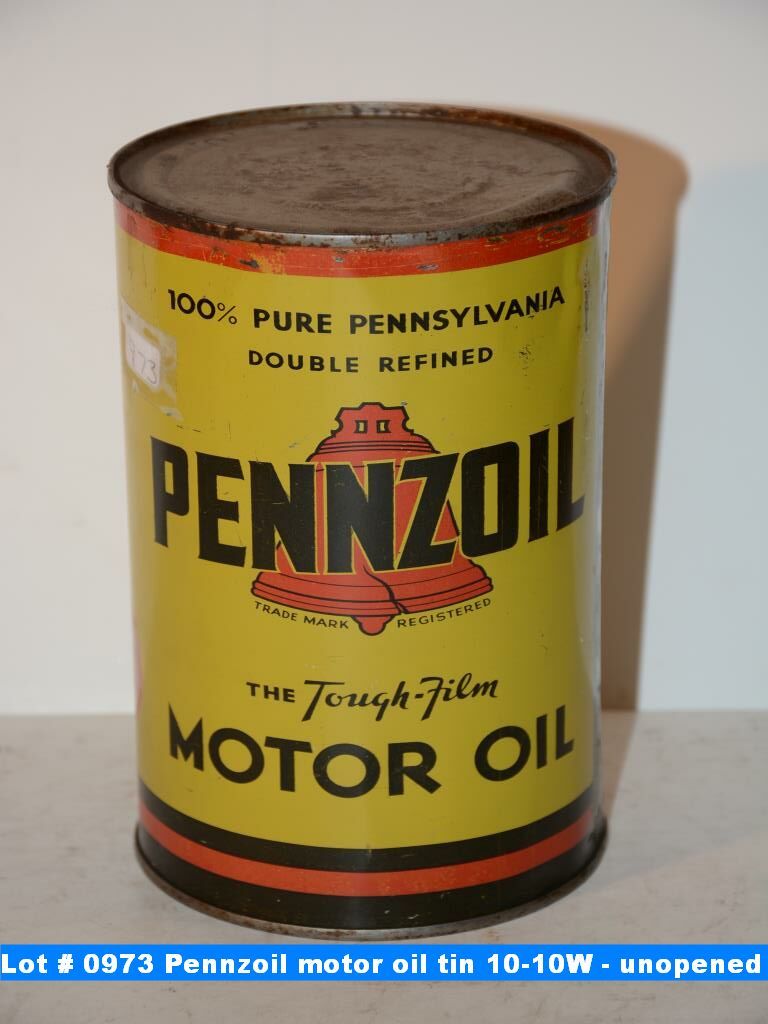 100% PURE PENNSYLVANIA
DOUBLE REFINED
973
PENNZOIL
TRADE MARK REGISTERED
THE Tough-Film
MOTOR OIL
Lot # 0973 Pennzoil motor oil tin 10-10W - unopened